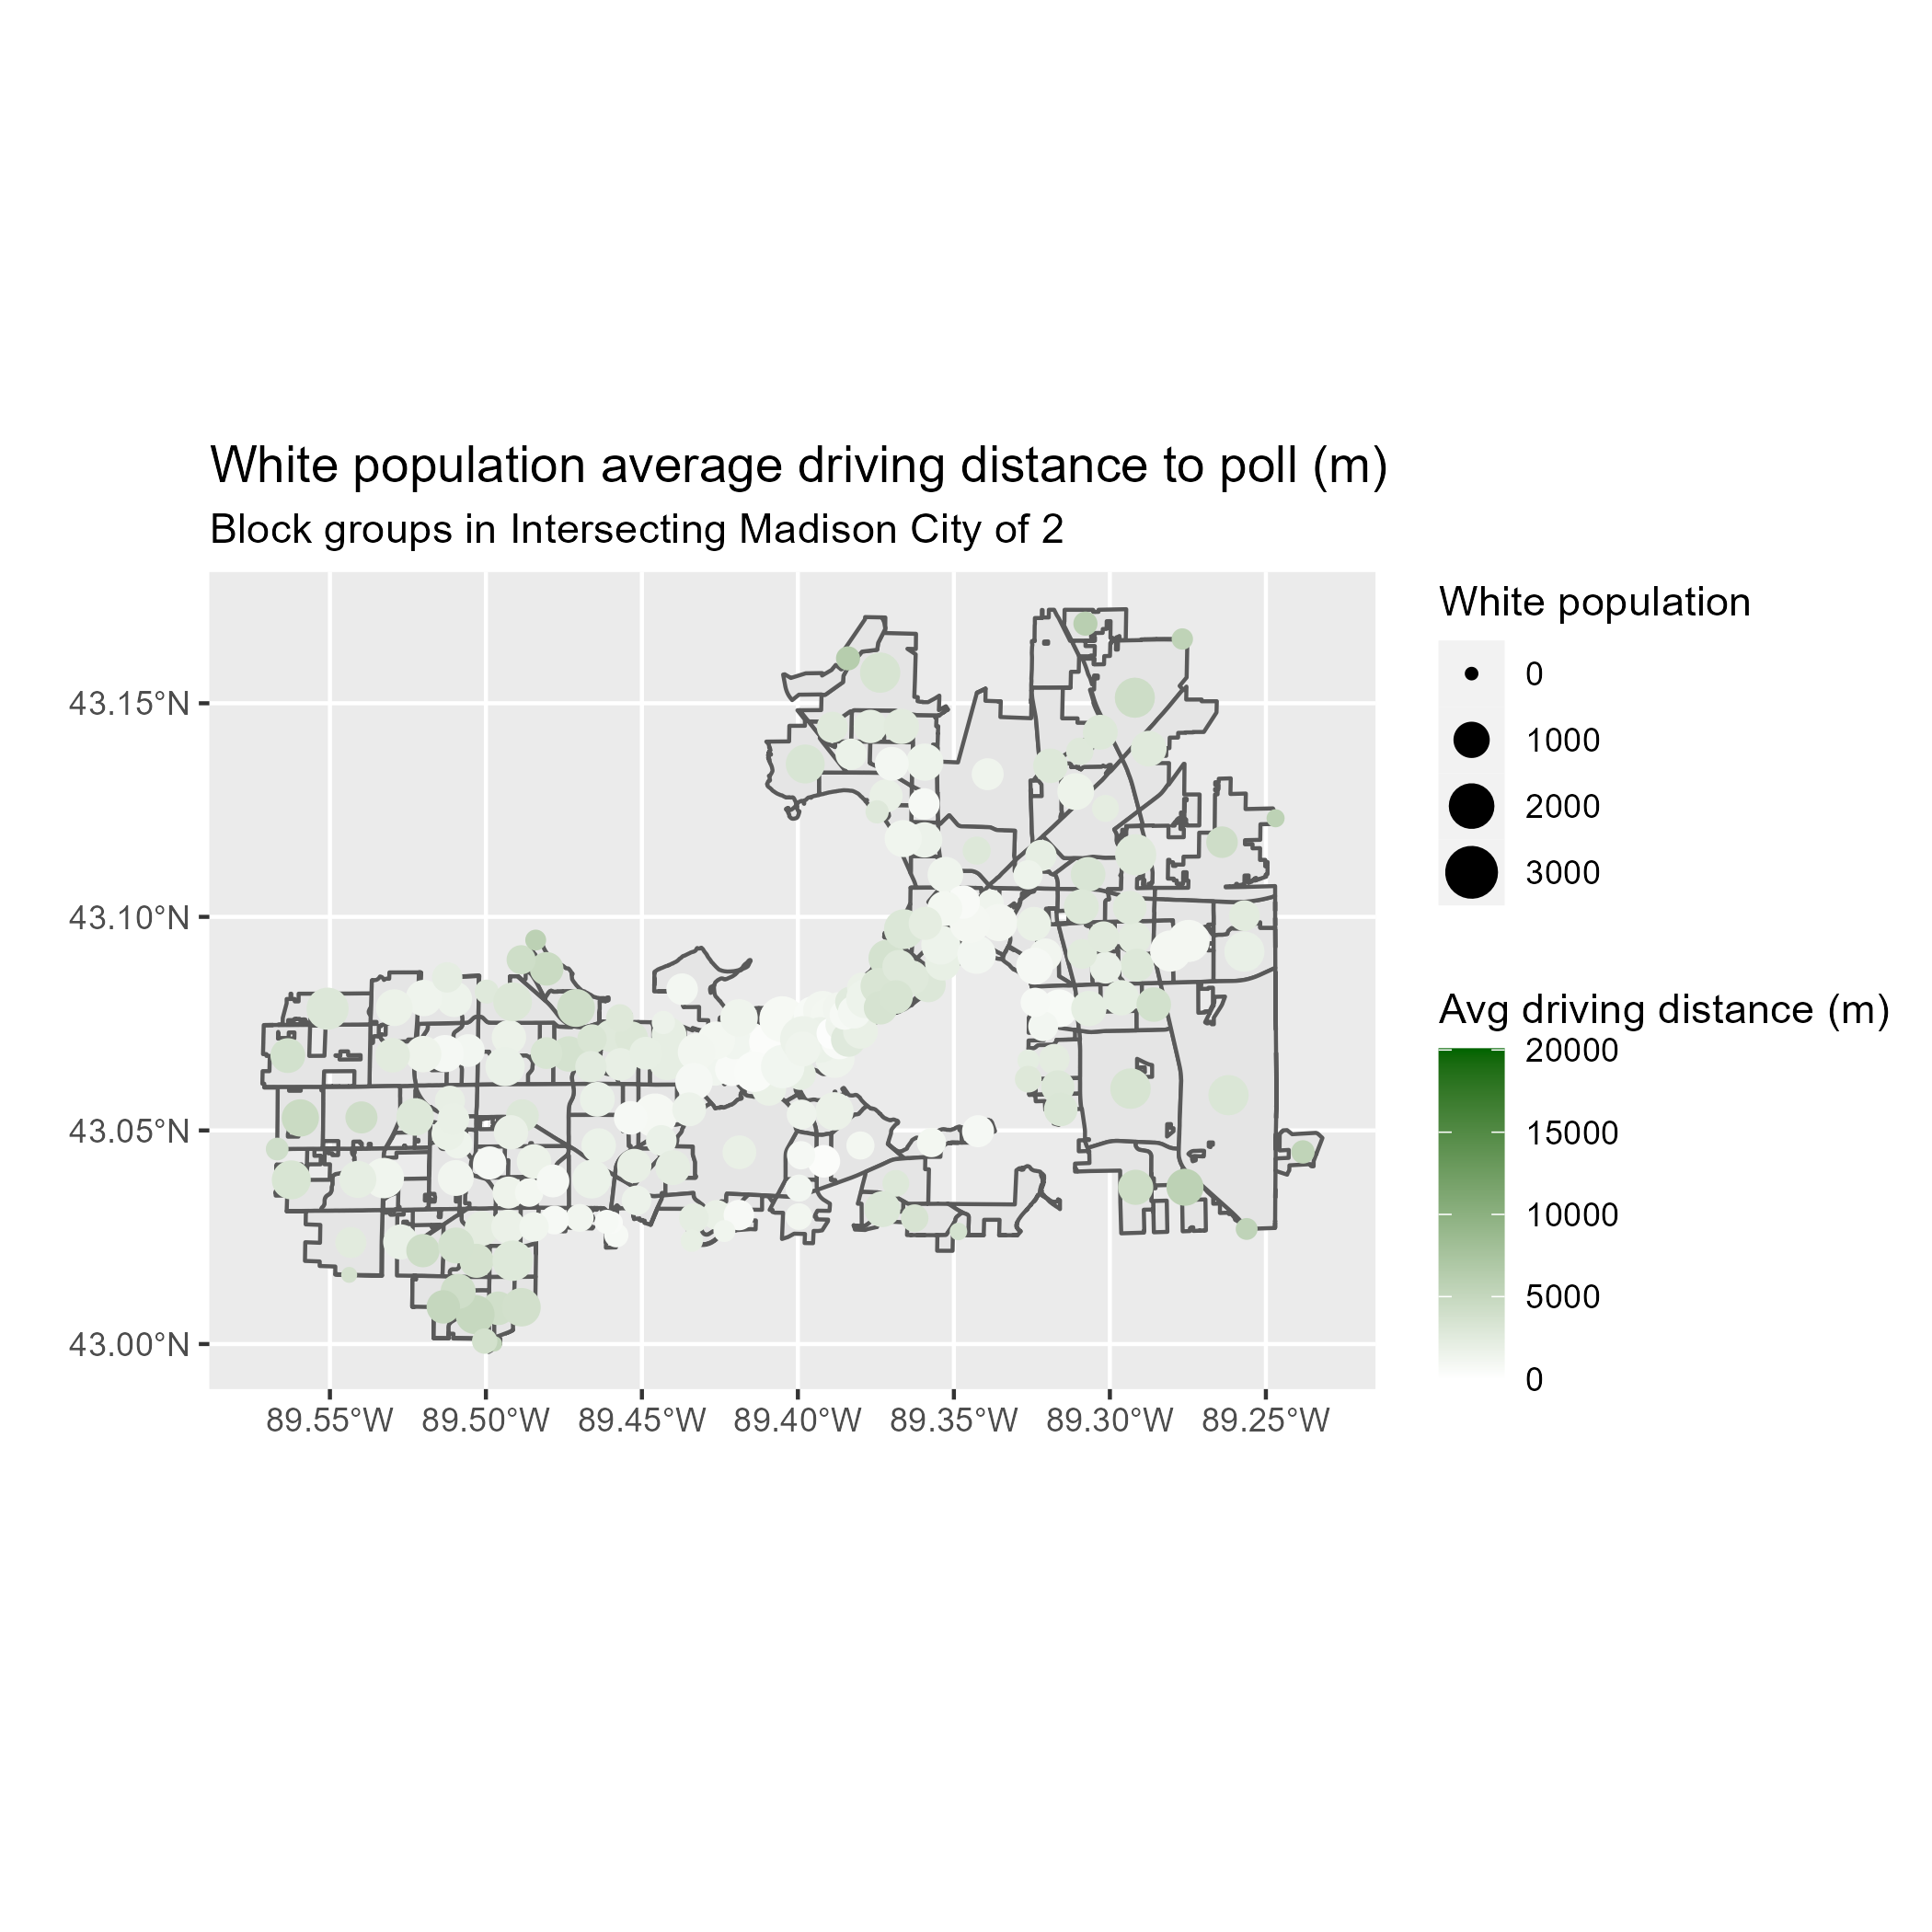 White population average driving distance to poll (m)
Block groups in Intersecting Madison City of 2
43.15°N
43.10°N
43.05°N
43.00°N
89.55°W 89.50°W 89.45°W 89.40°W 89.35°W 89.30°W 89.25°W
White population
0
1000
2000
3000
Avg driving distance (m)
20000
15000
10000
5000
0